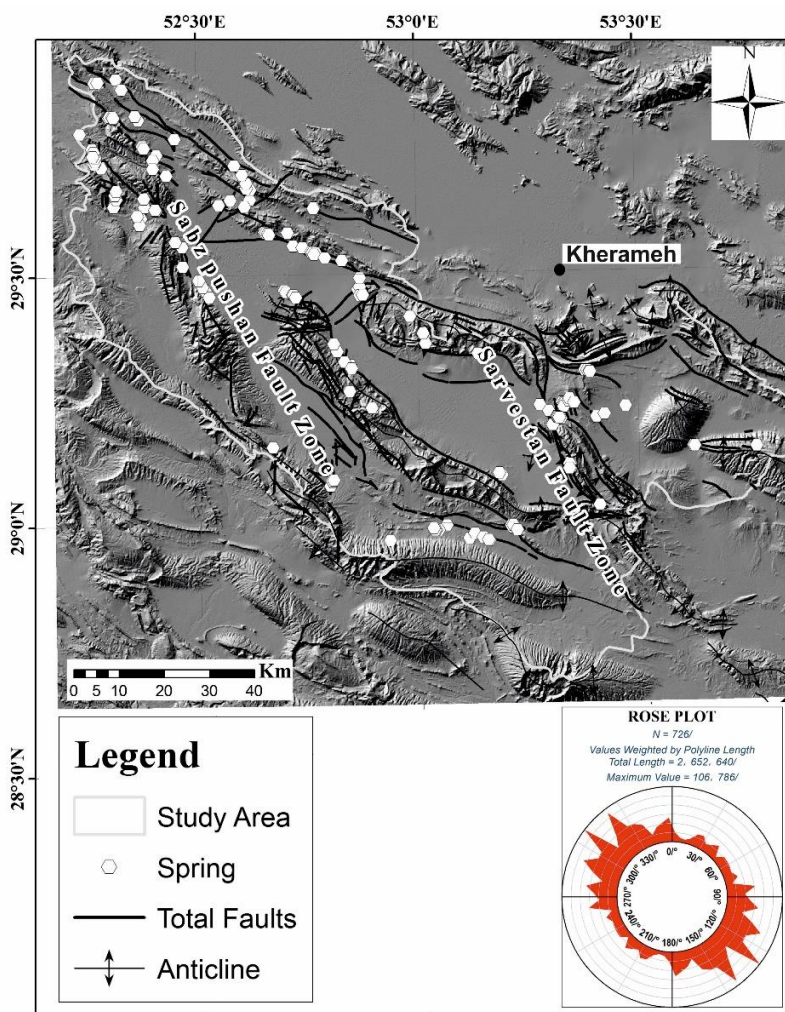 52°30'E 53°0'E 53°30'E
N
29°30'N
29°0'N
28°30'N
Kherameh
Sabz pushan Fault Zone
Sarvestan Fault Zone
Km
0 5 10 20 30 40
Legend
Study Area
Spring
Total Faults
Anticline
ROSE PLOT
N = 726/
Values Weighted by Polyline Length
Total Length = 2. 652. 640/
Maximum Value = 106. 786/
0/°
30/°
60/°
90/°
120/°
150/°
180/°
210/°
240/°
270/°
300/°
330/°